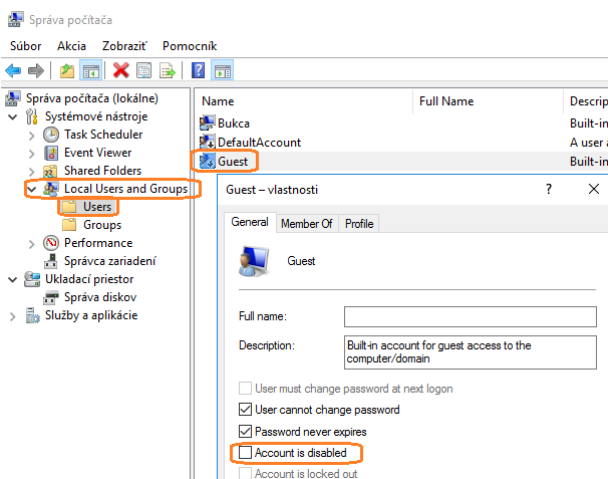 Správa počítača
Súbor Akcia Zobraziť Pomocník
Správa počítača (lokálne)
Systémové nástroje
Task Scheduler
Event Viewer
Shared Folders
Local Users and Groups
Users
Groups
Performance
Správca zariadení
Ukladací priestor
Správa diskov
Služby a aplikácie
Name Full Name Descrip
Bukca Built-in
DefaultAccount A user a
Guest Built-in
Guest – vlastnosti ? ×
General Member Of Profile
Guest
Full name:
Description: Built-in account for guest access to the
computer/domain
User must change password at next logon
User cannot change password
Password never expires
Account is disabled
Account is locked out